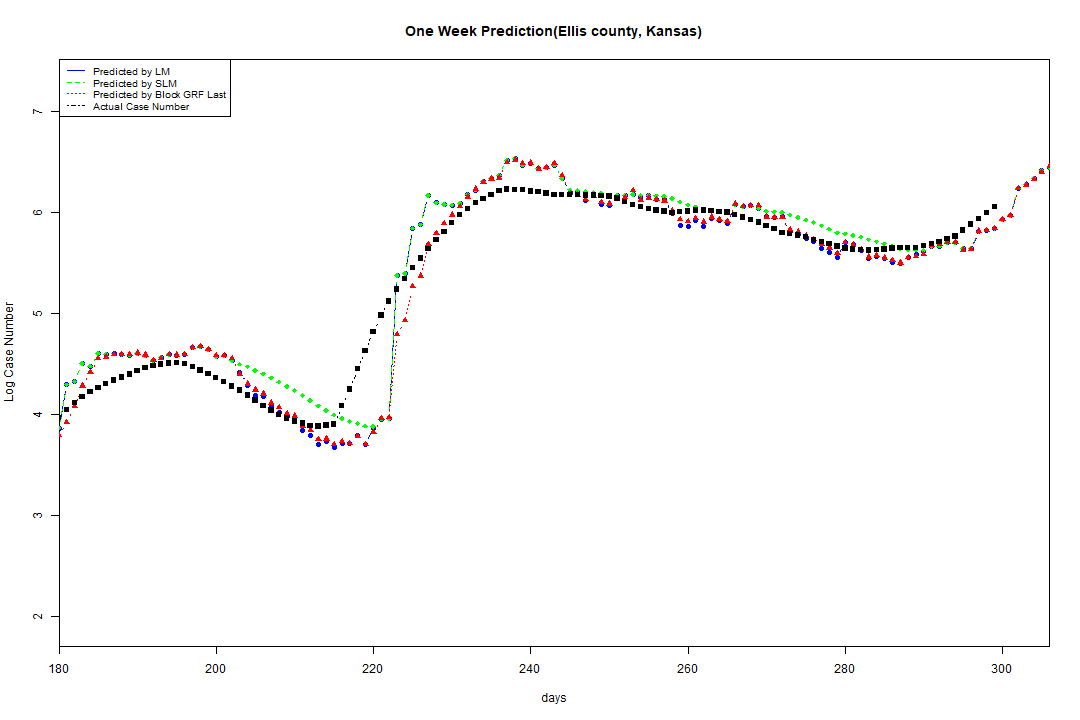 One Week Prediction(Ellis county, Kansas)
Predicted by LM
Predicted by SLM
Predicted by Block GRF Last
Actual Case Number
Log Case Number
7
6
5
4
3
2
180 200 220 240 260 280 300
days